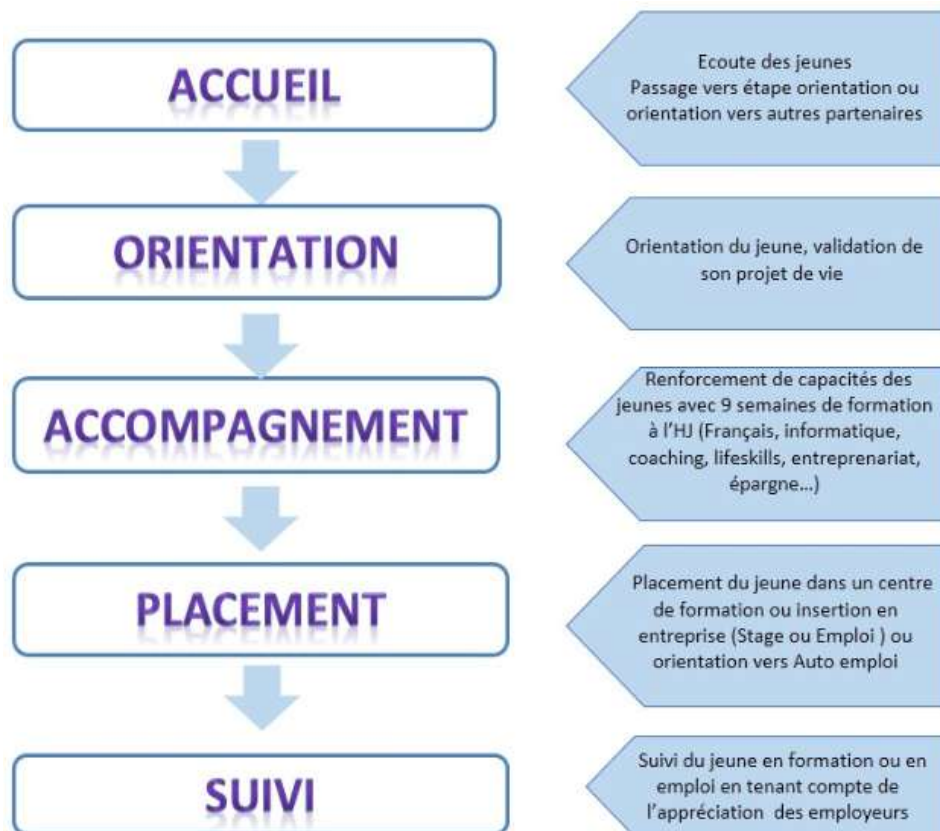 ACCUEIL
Ecoute des jeunes
Passage vers étape orientation ou
orientation vers autres partenaires
ORIENTATION
Orientation du jeune, validation de
son projet de vie
ACCOMPAGNEMENT
Renforcement de capacités des
jeunes avec 9 semaines de formation
à l'HJ (Français, informatique,
coaching, lifeskills, entreprenariat,
épargne...)
PLACEMENT
Placement du jeune dans un centre
de formation ou insertion en
entreprise (Stage ou Emploi ) ou
orientation vers Auto emploi
SUIVI
Suivi du jeune en formation ou en
emploi en tenant compte de
l'appréciation des employeurs